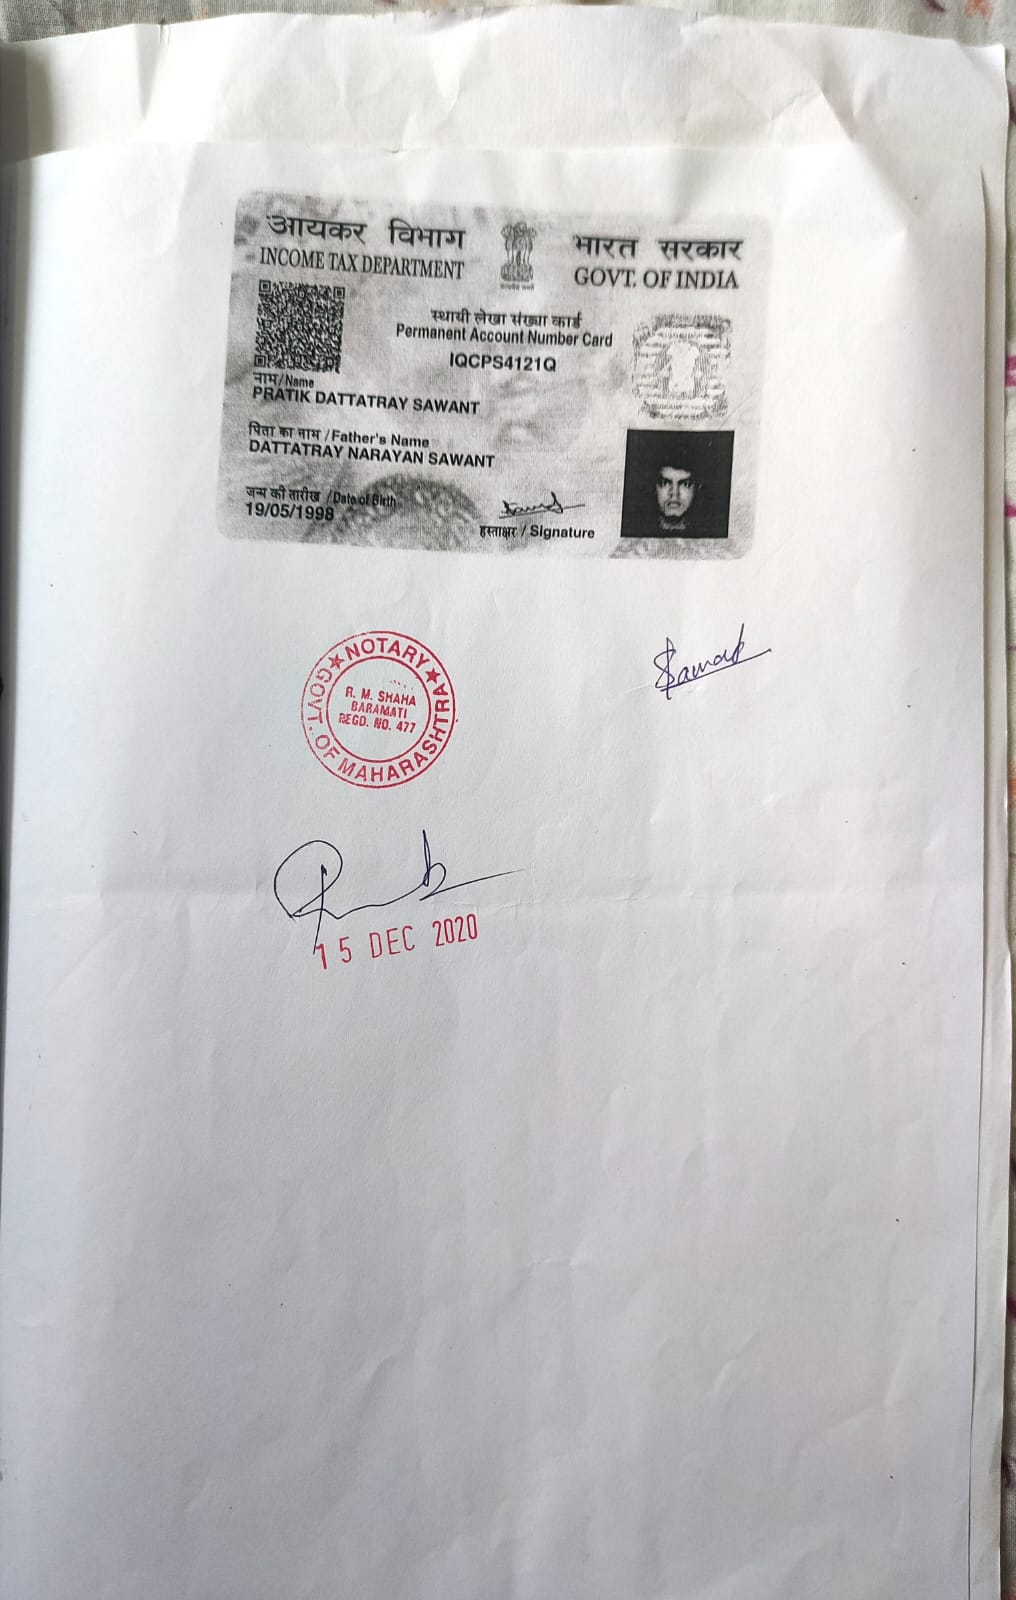 आयकर विभाग
INCOME TAX DEPARTMENT
भारत सरकार
GOVT. OF INDIA
स्थायी लेखा संख्या कार्ड
Permanent Account Number Card
IQCPS4121Q
नाम/Name
PRATIK DATTATRAY SAWANT
पिता का नाम /Father's Name
DATTATRAY NARAYAN SAWANT
जन्म की तारीख /Date of Birth
19/05/1998
हस्ताक्षर / Signature
★NOTARY★
GOVT. OF MAHARASHTRA
R. M. SHAHA
BARAMATI
REGD. NO. 477
15 DEC 2020